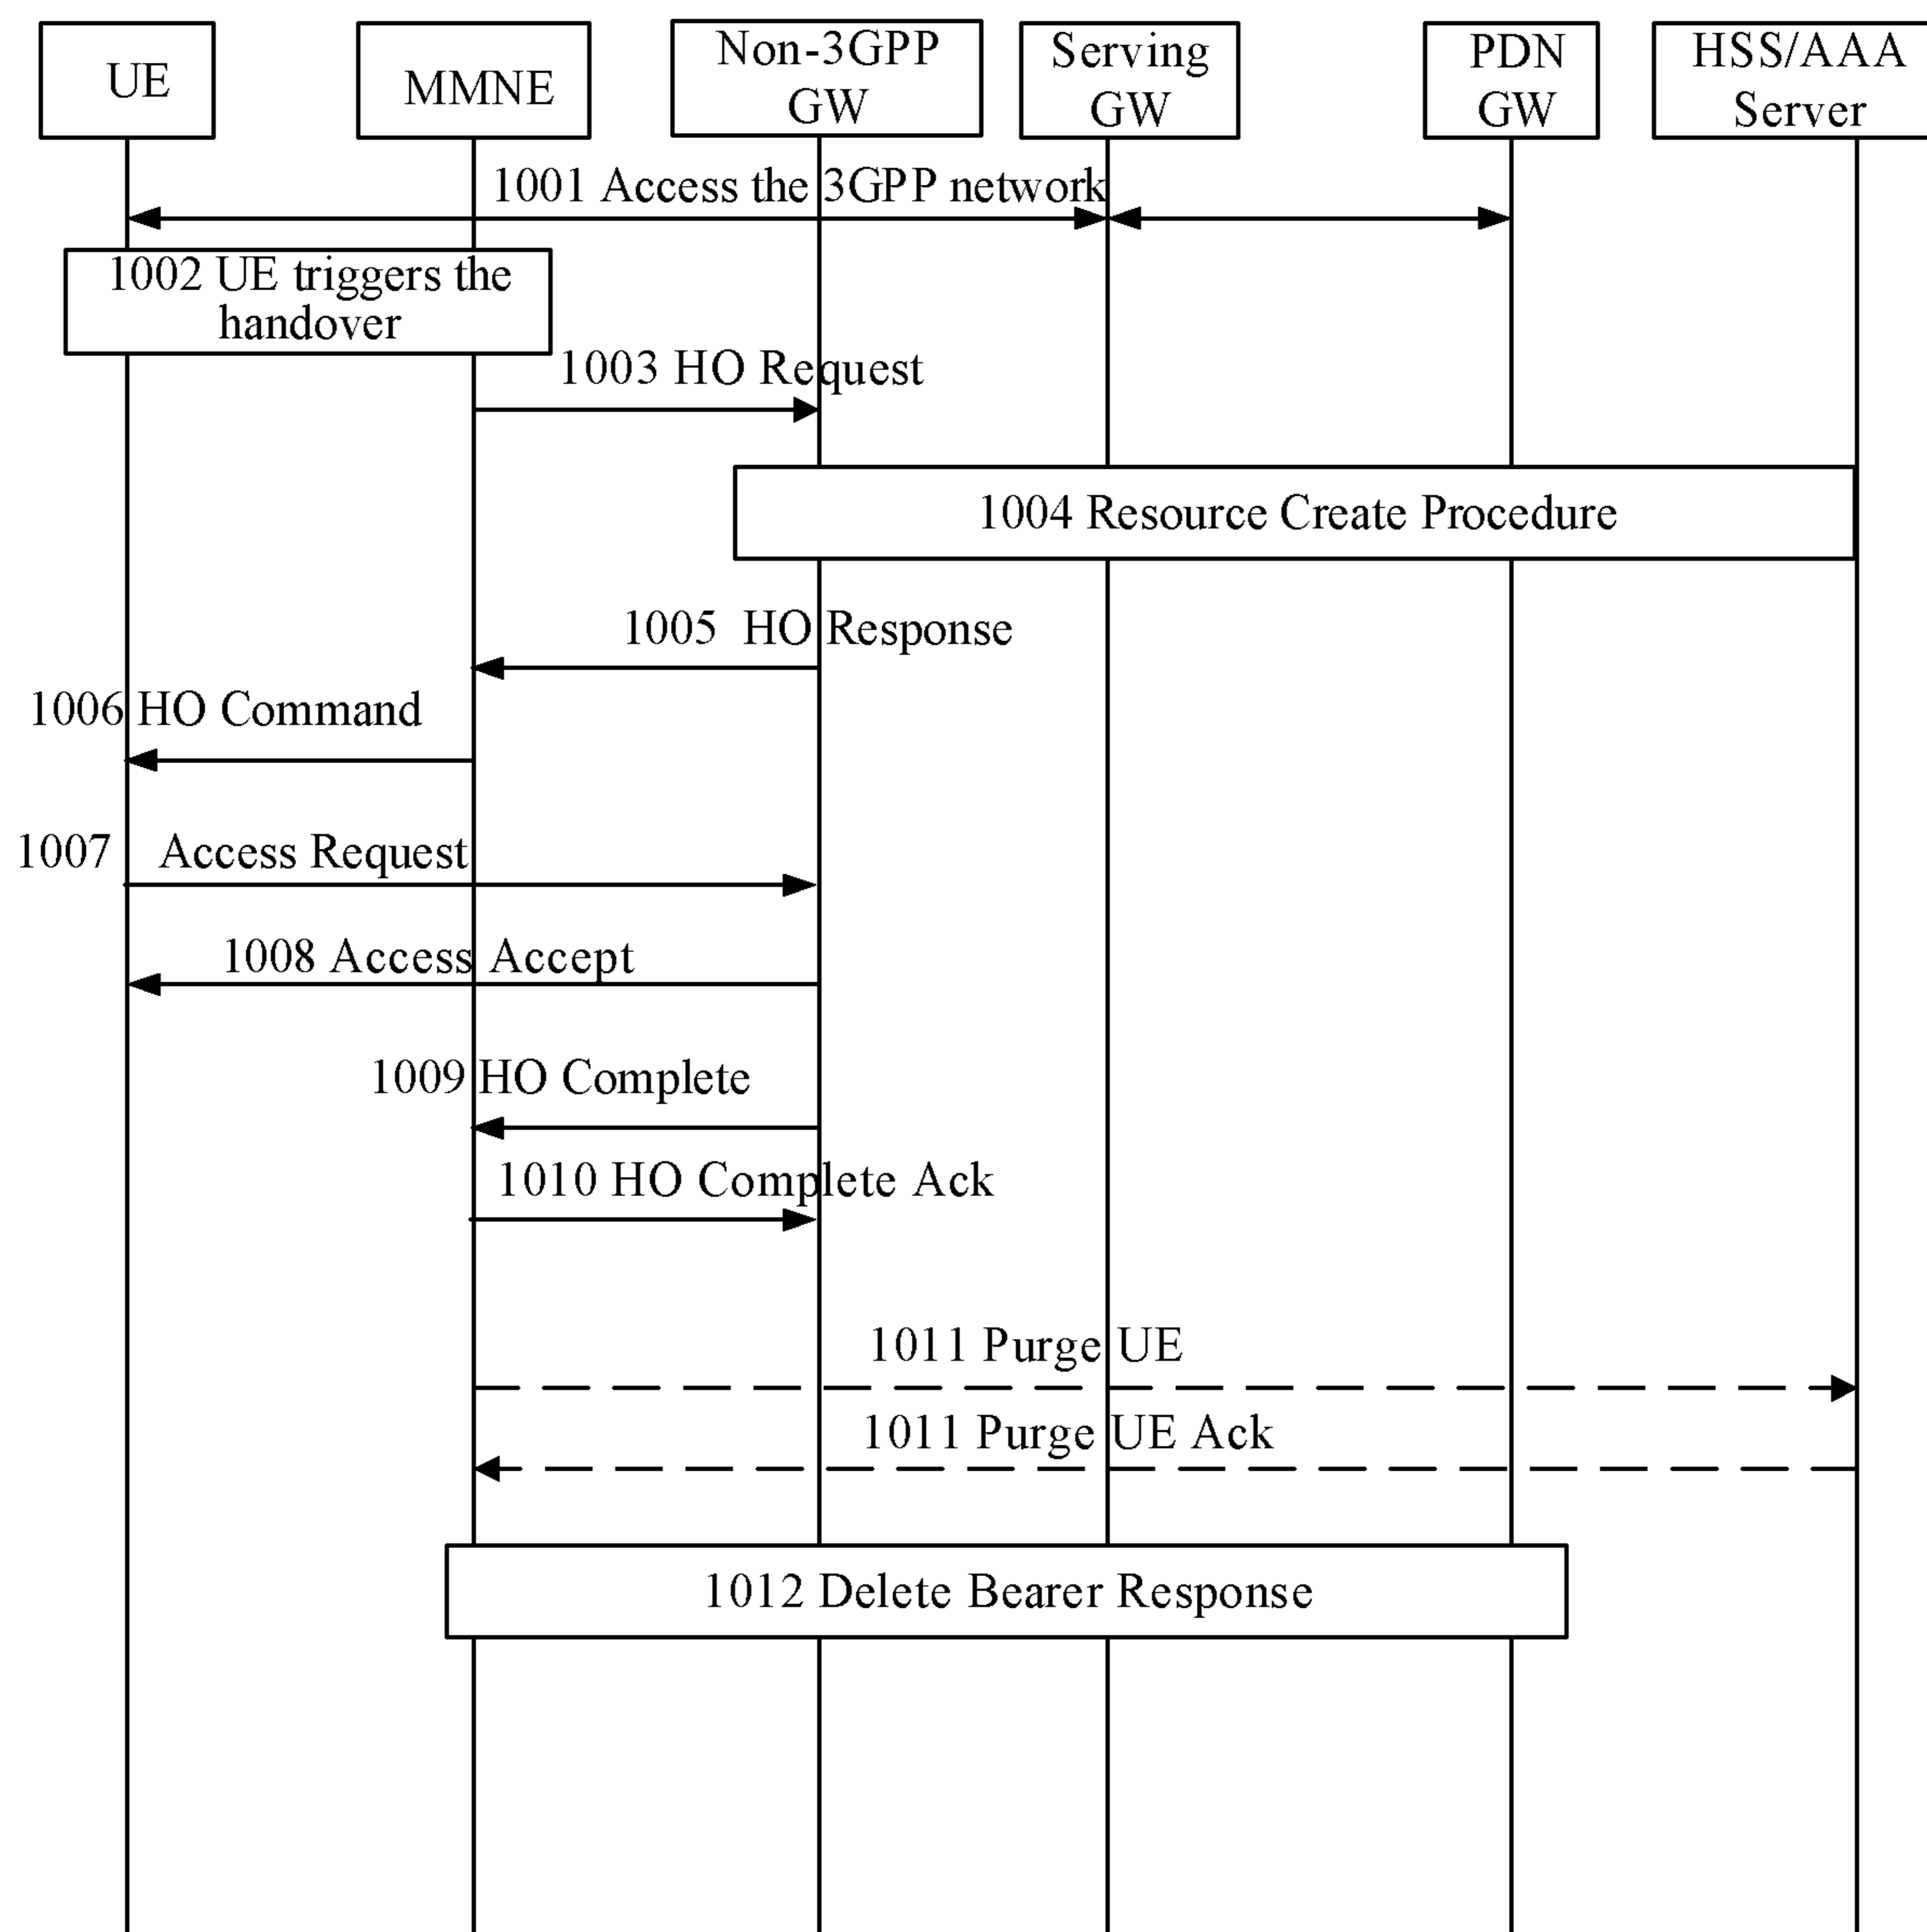 UE
MMNE
Non-3GPP
GW
Serving
GW
PDN
GW
HSS/AAA
Server
1001 Access the 3GPP network
1002 UE triggers the
handover
1003 HO Request
1004 Resource Create Procedure
1005 HO Response
1006 HO Command
1007 Access Request
1008 Access Accept
1009 HO Complete
1010 HO Complete Ack
1011 Purge UE
1011 Purge UE Ack
1012 Delete Bearer Response